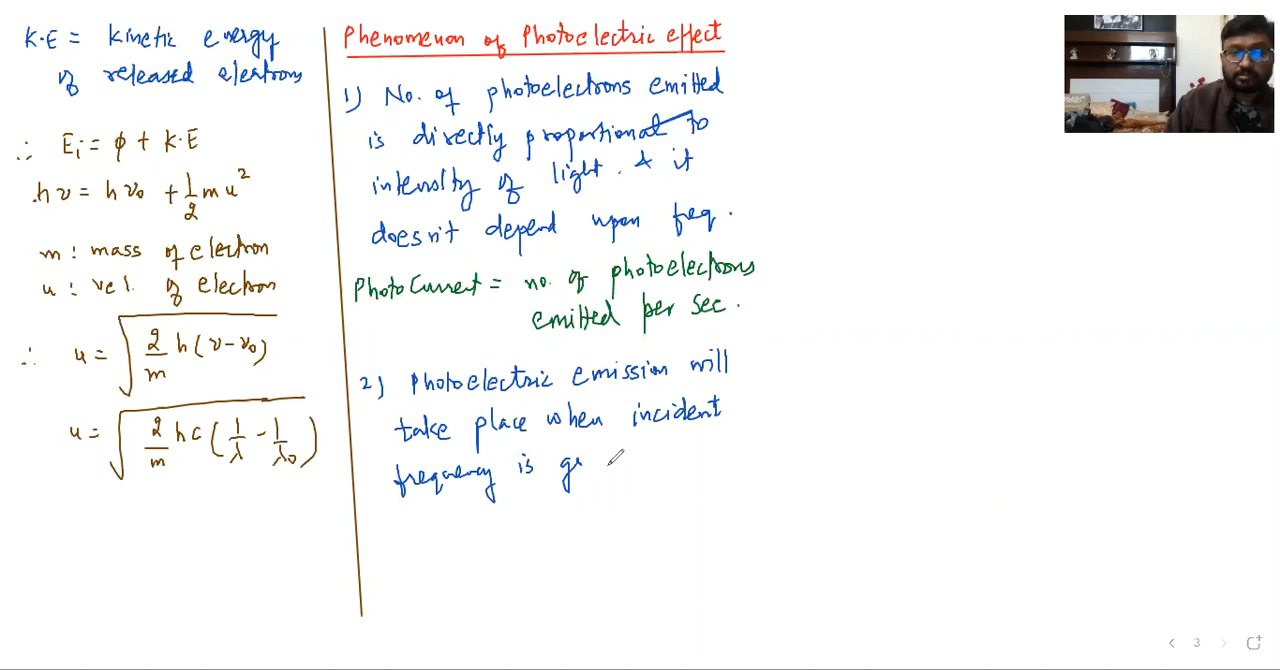 K.E = kinetic energy
of released electrons
∴ Ei = φ + K.E
hν = hν₀ + 1/2 mu²
m : mass of electron
u : vel. of electron
∴ u = √(2/m h(ν-ν₀))
u = √(2/m hc (1/λ - 1/λ₀))
Phenomenon of Photoelectric effect
1) No. of photoelectrons emitted
is directly proportional to
intensity of light. & it
doesn't depend upon freq.
PhotoCurrent = no. of photoelectrons
emitted per sec.
2) Photoelectric emission will
take place when incident
frequency is ge
3